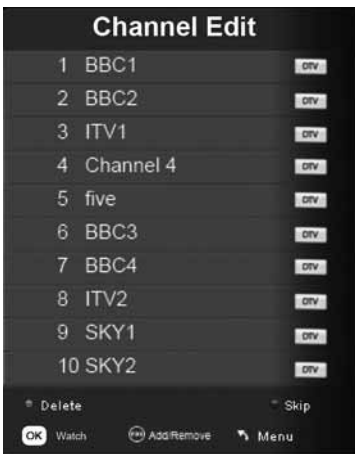 Channel Edit
1 BBC1 DTV
2 BBC2 DTV
3 ITV1 DTV
4 Channel 4 DTV
5 five DTV
6 BBC3 DTV
7 BBC4 DTV
8 ITV2 DTV
9 SKY1 DTV
10 SKY2 DTV
Delete Skip
OK Watch Add/Remove Menu